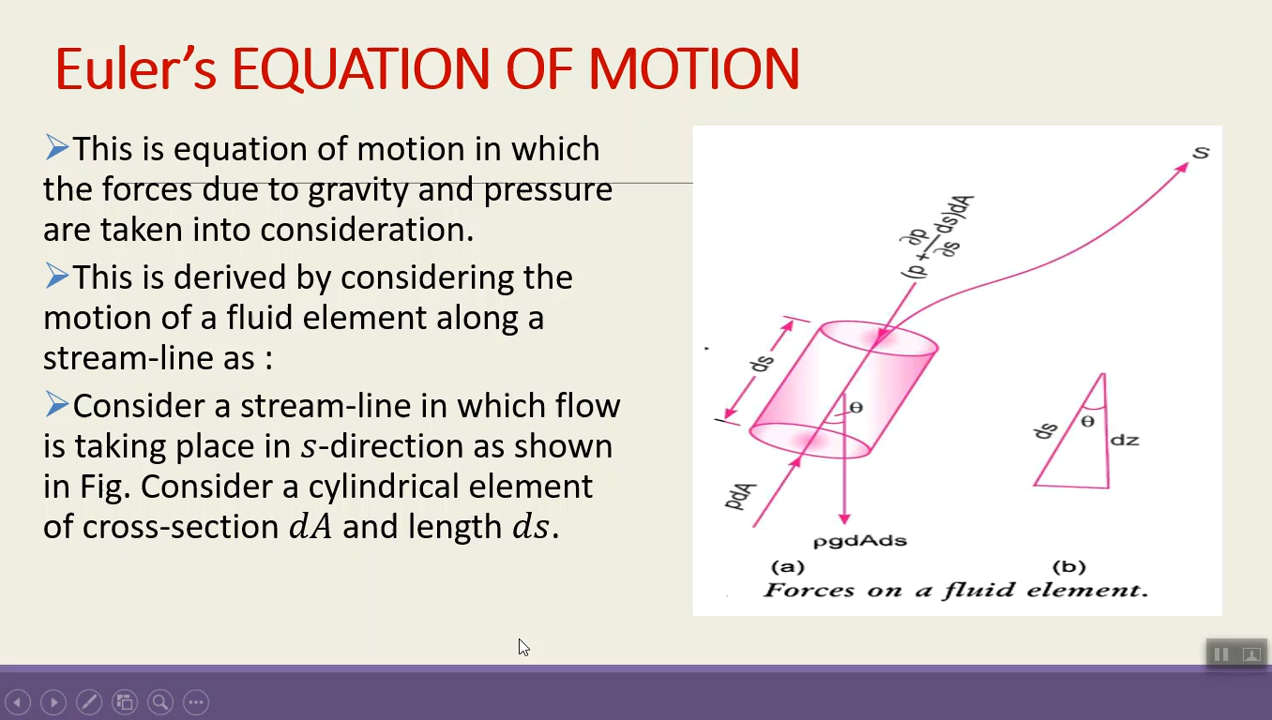 Euler’s EQUATION OF MOTION
➢This is equation of motion in which
the forces due to gravity and pressure
are taken into consideration.
➢This is derived by considering the
motion of a fluid element along a
stream-line as :
➢Consider a stream-line in which flow
is taking place in s-direction as shown
in Fig. Consider a cylindrical element
of cross-section dA and length ds.
S
(p + ∂p/∂s ds)dA
ds
θ
pdA
ρgdAds
ds
θ
dz
(a)
(b)
Forces on a fluid element.